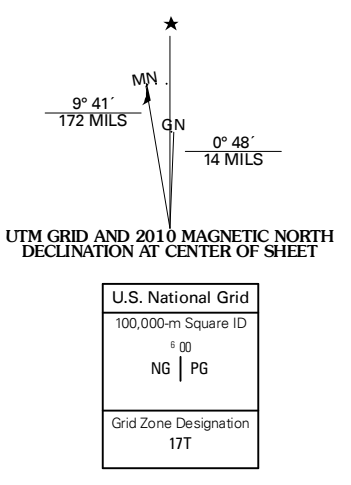 ★
MN
9° 41´
172 MILS
GN
0° 48´
14 MILS
UTM GRID AND 2010 MAGNETIC NORTH
DECLINATION AT CENTER OF SHEET
U.S. National Grid
100,000-m Square ID
6 00
NG | PG
Grid Zone Designation
17T